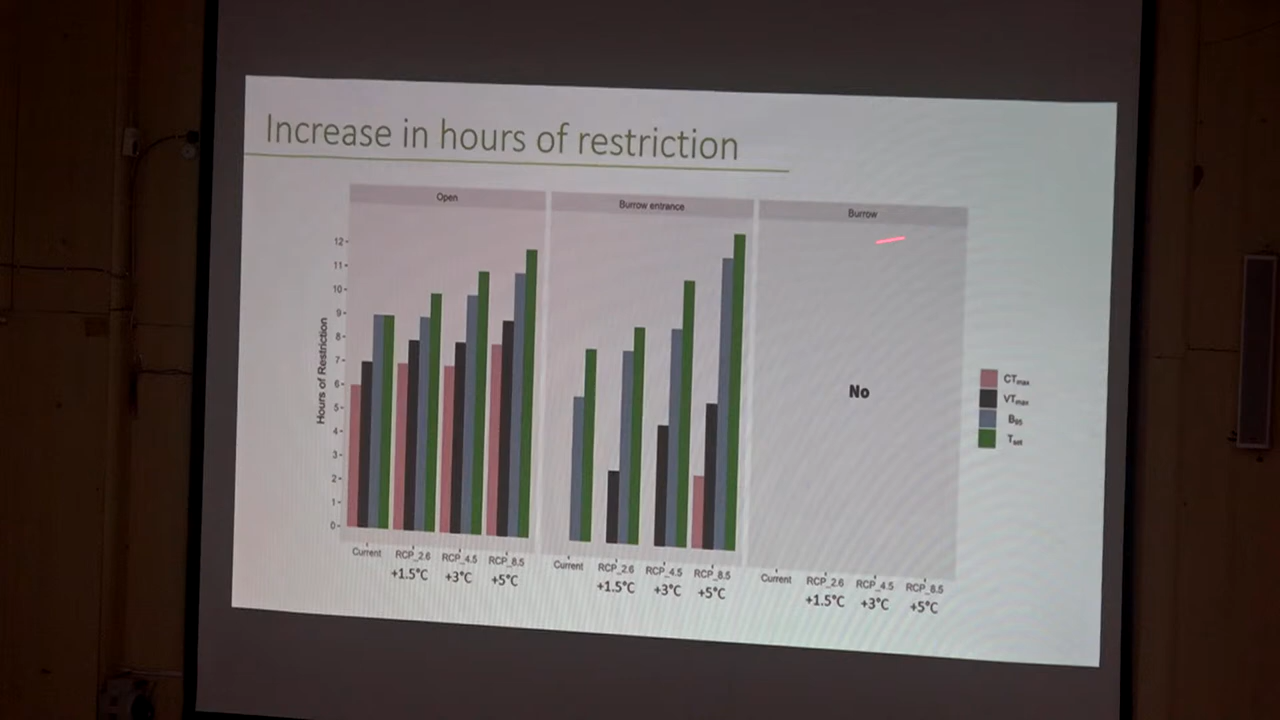 Increase in hours of restriction
Open
Burrow entrance
Burrow
Hours of Restriction
12
11
10
9
8
7
6
5
4
3
2
1
0
No
CTmax
VTmax
B95
Tset
Current RCP_2.6 RCP_4.5 RCP_8.5
+1.5°C +3°C +5°C
Current RCP_2.6 RCP_4.5 RCP_8.5
+1.5°C +3°C +5°C
Current RCP_2.6 RCP_4.5 RCP_8.5
+1.5°C +3°C +5°C